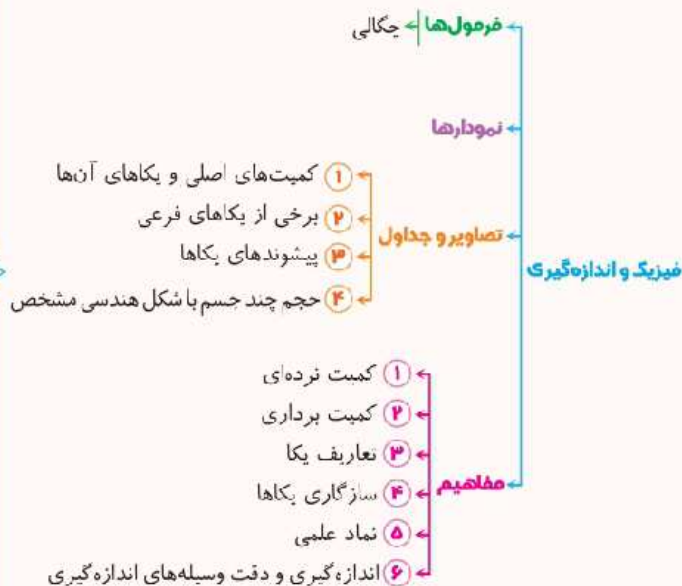 فرمول‌ها
چگالی
نمودارها
۱ کمیت‌های اصلی و یکاهای آن‌ها
۲ برخی از یکاهای فرعی
تصاویر و جداول
۳ پیشوندهای یکاها
فیزیک و اندازه‌گیری
۴ حجم چند جسم با شکل هندسی مشخص
۱ کمیت نرده‌ای
۲ کمیت برداری
۳ تعاریف یکا
مفاهیم
۴ سازگاری یکاها
۵ نماد علمی
۶ اندازه‌گیری و دقت وسیله‌های اندازه‌گیری